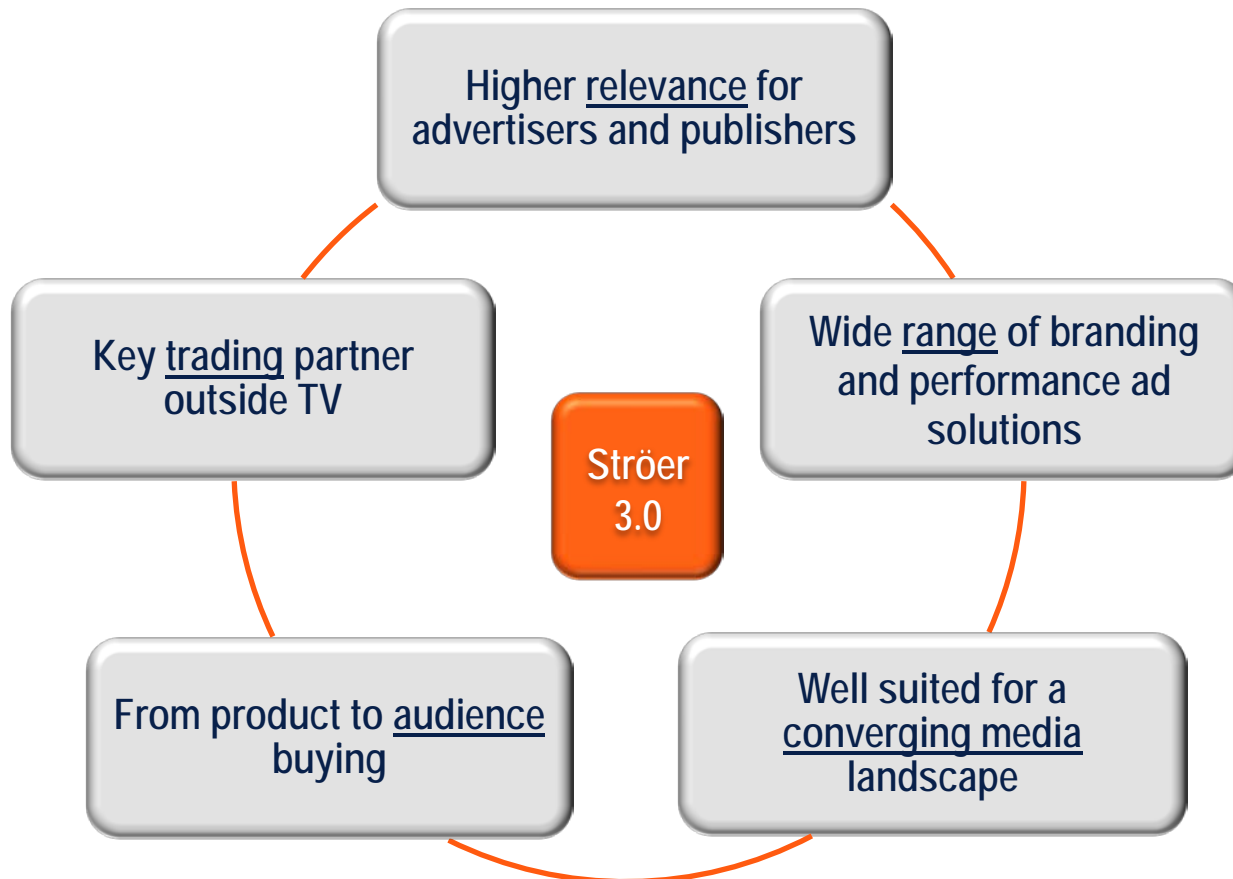 Higher relevance for
advertisers and publishers
Key trading partner
outside TV
Wide range of branding
and performance ad
solutions
Ströer
3.0
From product to audience
buying
Well suited for a
converging media
landscape